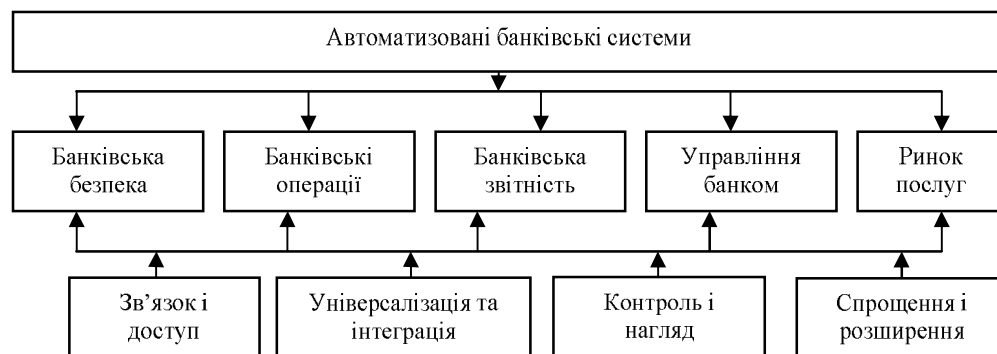 Автоматизовані банківські системи
Банківська
безпека
Банківські
операції
Банківська
звітність
Управління
банком
Ринок
послуг
Зв’язок і
доступ
Універсалізація та
інтеграція
Контроль і
нагляд
Спрощення і
розширення